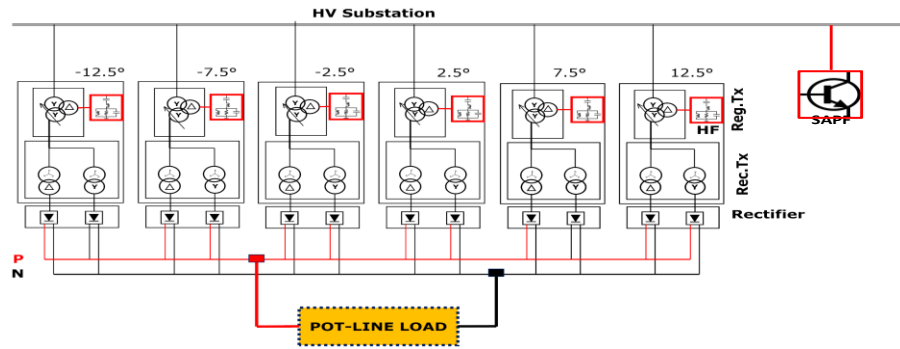 HV Substation
-12.5° -7.5° -2.5° 2.5° 7.5° 12.5°
Reg.Tx
SAPF
HF
Y Y Y Y Y Y
Y Y Y Y Y Y
Rec.Tx
Y Y Y Y Y Y
Rectifier
P
N
POT-LINE LOAD